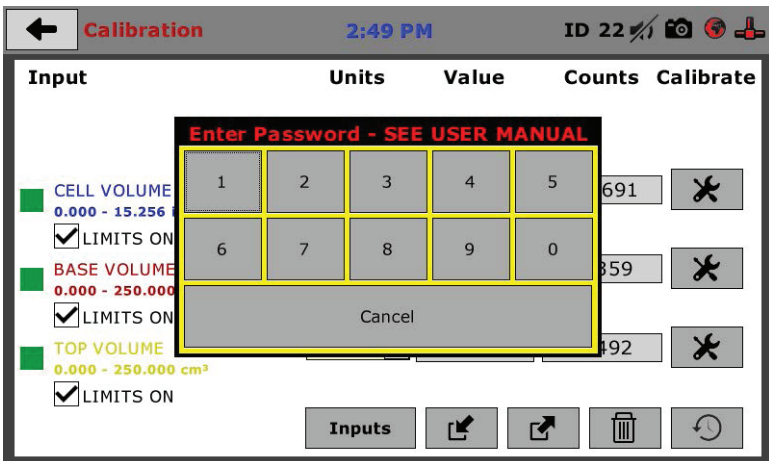 Calibration 2:49 PM ID 22
Input Units Value Counts Calibrate
Enter Password - SEE USER MANUAL
1 2 3 4 5
CELL VOLUME 691
0.000 - 15.256
LIMITS ON
6 7 8 9 0
BASE VOLUME 359
0.000 - 250.000
LIMITS ON
Cancel
TOP VOLUME 492
0.000 - 250.000 cm³
LIMITS ON
Inputs